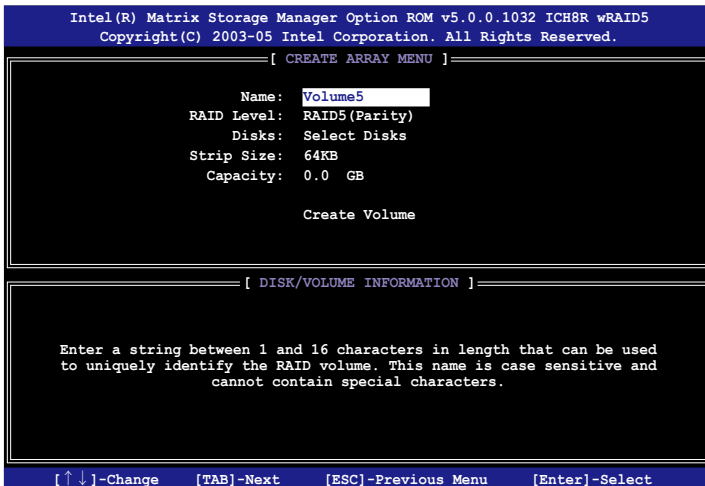 Intel(R) Matrix Storage Manager Option ROM v5.0.0.1032 ICH8R wRAID5
Copyright(C) 2003-05 Intel Corporation. All Rights Reserved.
[ CREATE ARRAY MENU ]
Name: Volume5
RAID Level: RAID5(Parity)
Disks: Select Disks
Strip Size: 64KB
Capacity: 0.0 GB
Create Volume
[ DISK/VOLUME INFORMATION ]
Enter a string between 1 and 16 characters in length that can be used
to uniquely identify the RAID volume. This name is case sensitive and
cannot contain special characters.
[↑↓]-Change [TAB]-Next [ESC]-Previous Menu [Enter]-Select